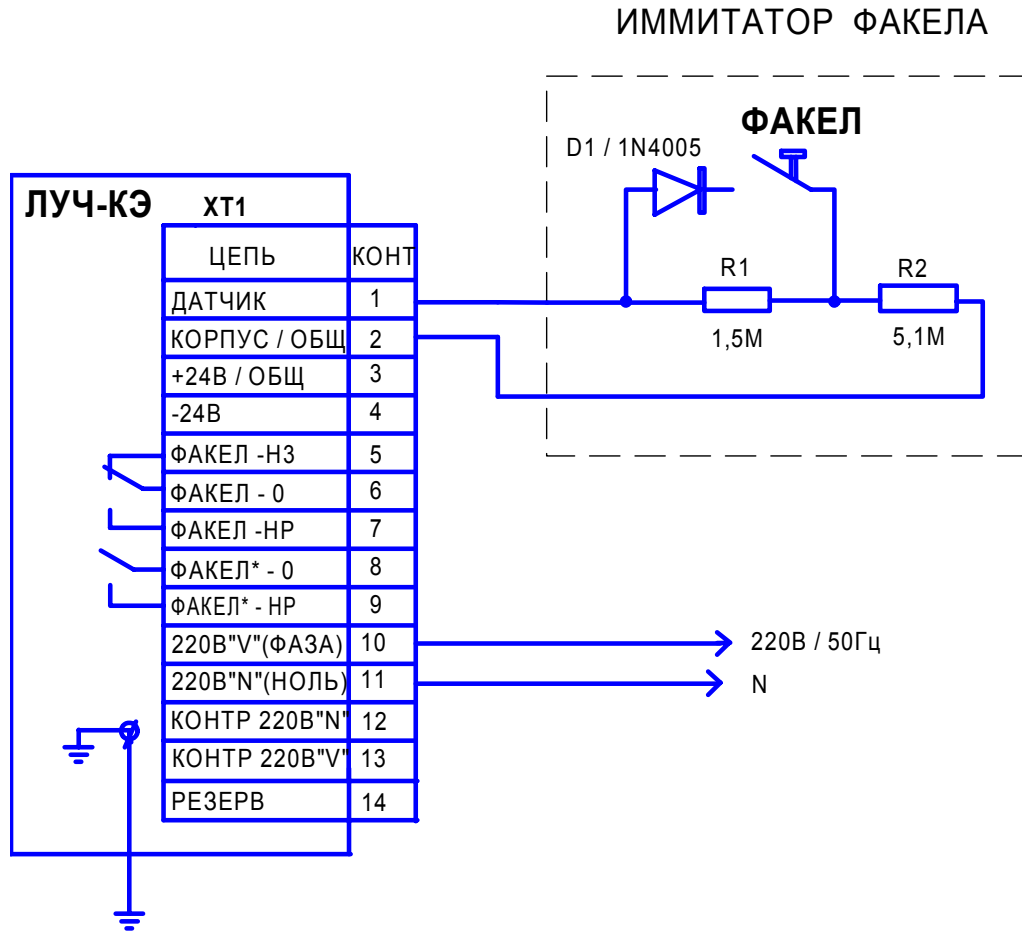 ИММИТАТОР ФАКЕЛА
ФАКЕЛ
D1 / 1N4005
ЛУЧ-КЭ
XT1
ЦЕПЬ КОНТ
ДАТЧИК 1
КОРПУС / ОБЩ 2
+24В / ОБЩ 3
-24В 4
ФАКЕЛ -НЗ 5
ФАКЕЛ - 0 6
ФАКЕЛ -НР 7
ФАКЕЛ* - 0 8
ФАКЕЛ* - НР 9
220В"V"(ФАЗА) 10
220В"N"(НОЛЬ) 11
КОНТР 220В"N" 12
КОНТР 220В"V" 13
РЕЗЕРВ 14
R1
1,5М
R2
5,1М
220В / 50Гц
N